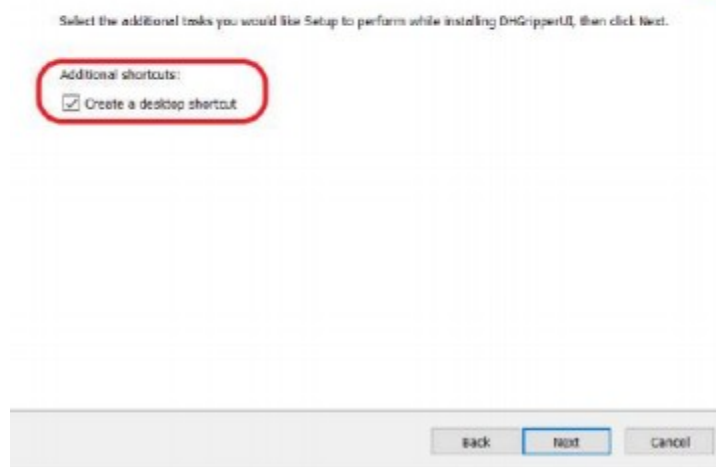 Select the additional tasks you would like Setup to perform while installing DHGripperUI, then click Next.
Additional shortcuts:
Create a desktop shortcut
Back Next Cancel